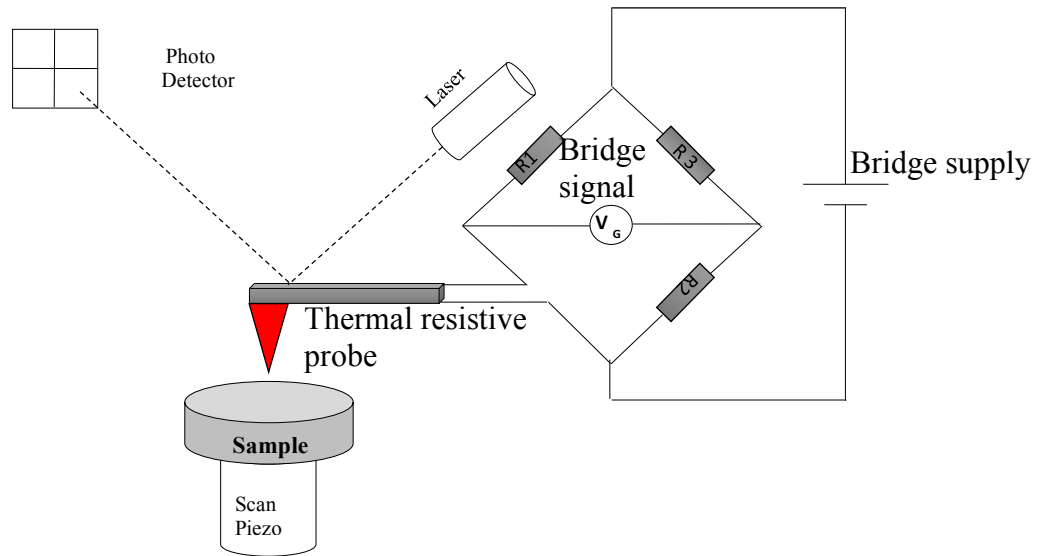 Photo
Detector
Laser
R1
R3
Bridge
signal
Bridge supply
V G
R2
Thermal resistive
probe
Sample
Scan
Piezo